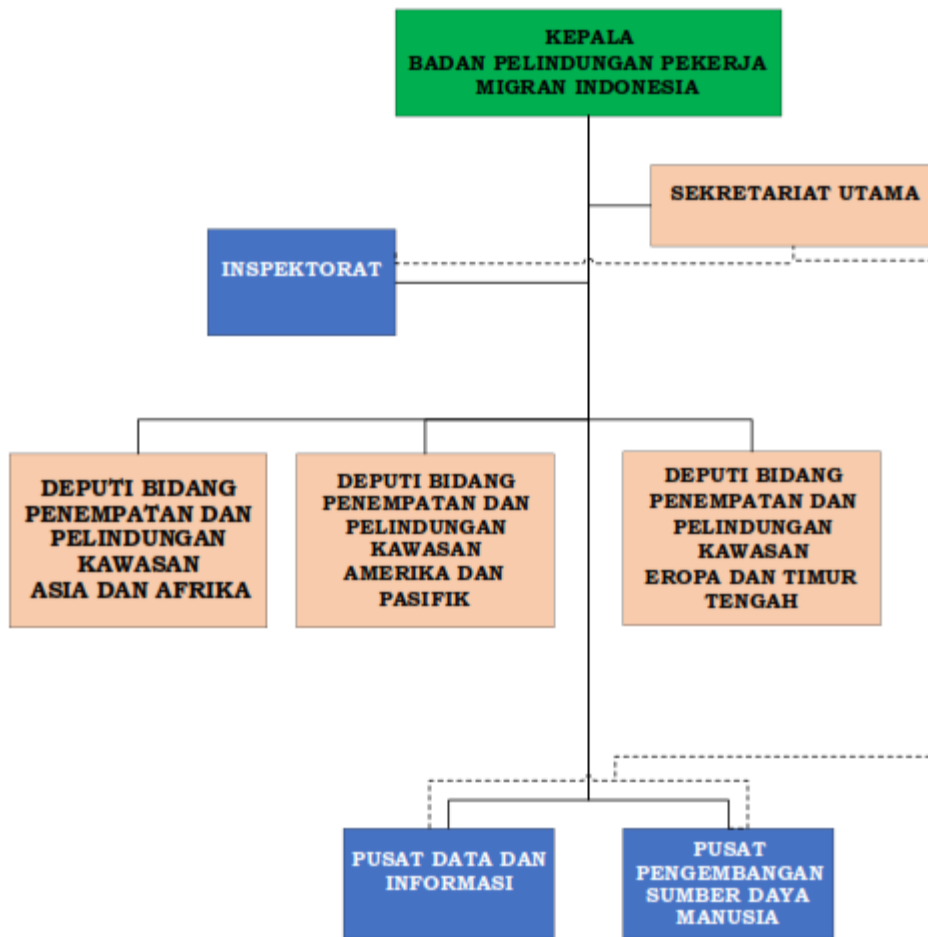 KEPALA
BADAN PELINDUNGAN PEKERJA
MIGRAN INDONESIA
SEKRETARIAT UTAMA
INSPEKTORAT
DEPUTI BIDANG
PENEMPATAN DAN
PELINDUNGAN
KAWASAN
ASIA DAN AFRIKA
DEPUTI BIDANG
PENEMPATAN DAN
PELINDUNGAN
KAWASAN
AMERIKA DAN
PASIFIK
DEPUTI BIDANG
PENEMPATAN DAN
PELINDUNGAN
KAWASAN
EROPA DAN TIMUR
TENGAH
PUSAT DATA DAN
INFORMASI
PUSAT
PENGEMBANGAN
SUMBER DAYA
MANUSIA